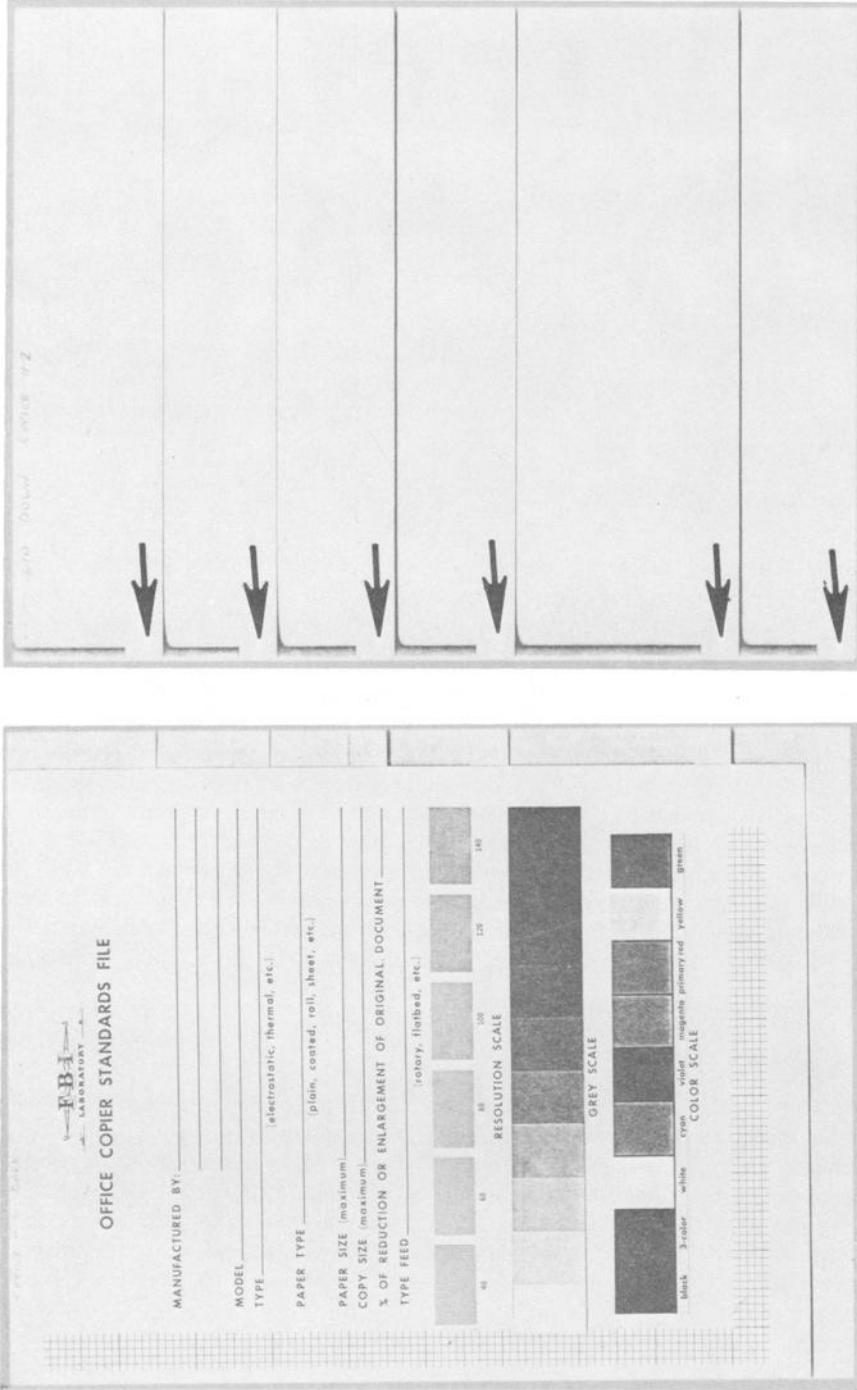 FBI
LABORATORY
OFFICE COPIER STANDARDS FILE
MANUFACTURED BY:
MODEL
TYPE
(electrostatic, thermal, etc.)
PAPER TYPE
(plain, coated, roll, sheet, etc.)
PAPER SIZE (maximum)
COPY SIZE (maximum)
% OF REDUCTION OR ENLARGEMENT OF ORIGINAL DOCUMENT
TYPE FEED
(rotary, flatbed, etc.)
40 60 80 100 120 140
RESOLUTION SCALE
GREY SCALE
black 3-color white cyan violet magenta primary red yellow green
COLOR SCALE
DOWN